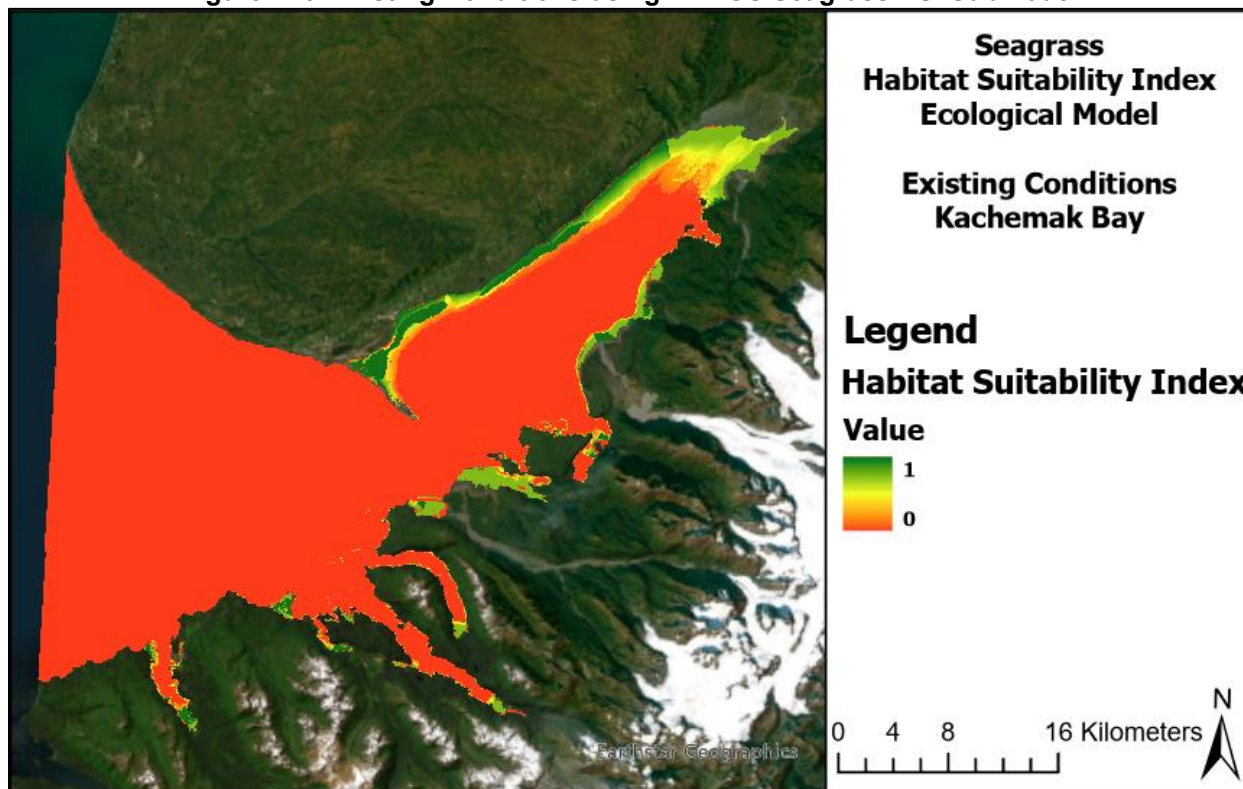 Seagrass
Habitat Suitability Index
Ecological Model
Existing Conditions
Kachemak Bay
Legend
Habitat Suitability Index
Value
1
0
N
0 4 8 16 Kilometers
Earthstar Geographics